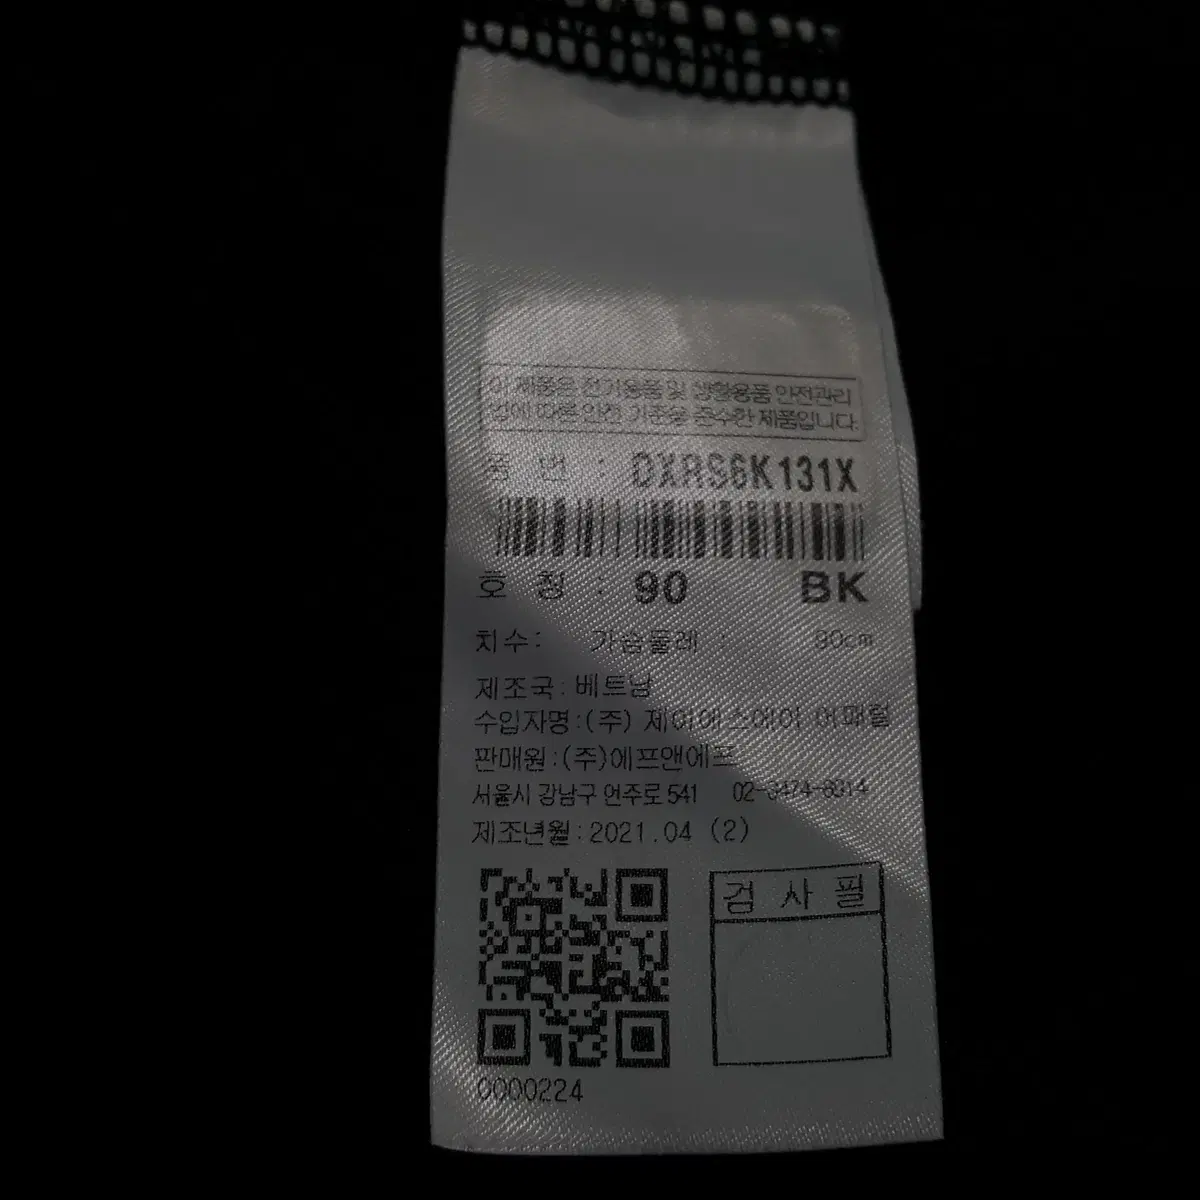 이 제품은 전기용품 및 생활용품 안전관리
법에 따른 안전 기준을 준수한 제품입니다.
품 번 : DXRS6K131X
호 칭 : 90 BK
치수: 가슴둘레 : 90cm
제조국:베트남
수입자명:(주) 제이에스에이 어패럴
판매원:(주)에프앤에프
서울시 강남구 언주로 541
제조년월:2021.04 (2)
검 사 필
0000224